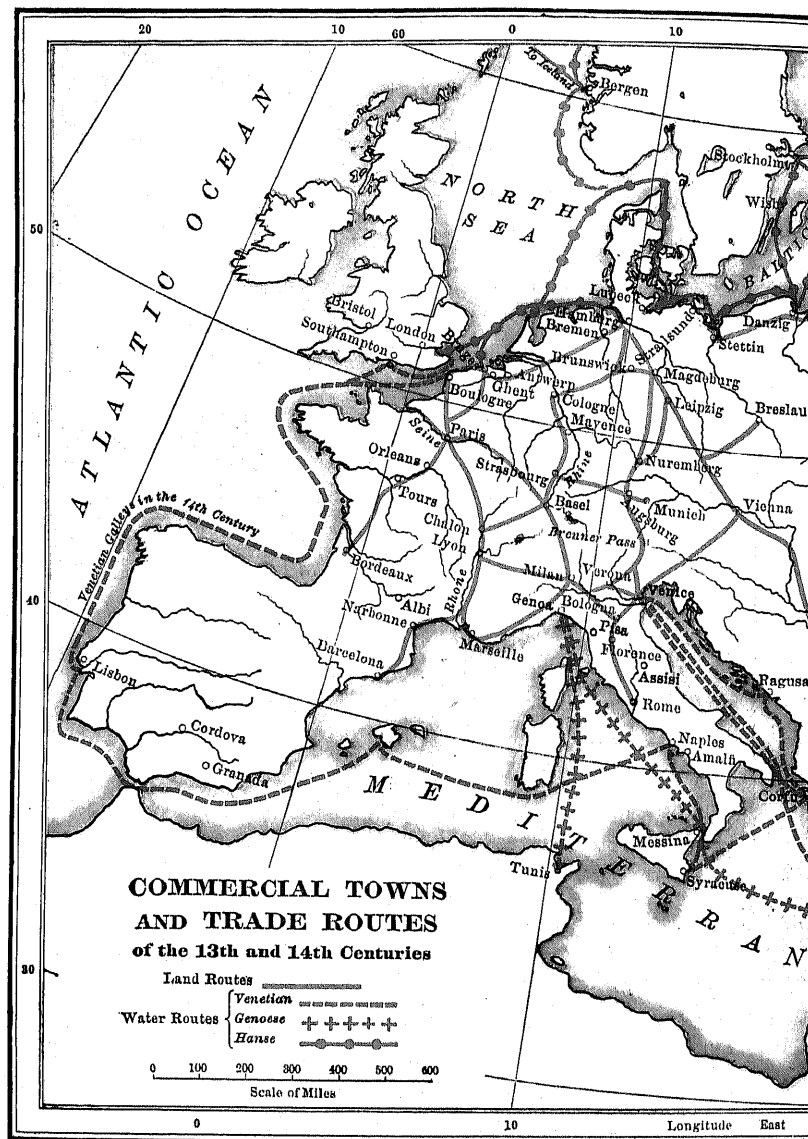 20
10
60
0
10
To Iceland
Bergen
ATLANTIC OCEAN
NORTH
SEA
Stockholm
Wisby
BALTIC
50
Lubeck
Hamburg
Bremen
Stralsund
Danzig
Stettin
Bristol
London
Southampton
Bruges
Antwerp
Ghent
Boulogne
Brunswick
Magdeburg
Leipzig
Breslau
Cologne
Mayence
Seine
Paris
Orleans
Tours
Strasbourg
Rhine
Nuremberg
Basel
Augsburg
Munich
Vienna
Venetian Galleys in the 14th Century
Chalon
Lyon
Brenner Pass
Bordeaux
Milan
Verona
Venice
40
Albi
Rhone
Genoa
Bologna
Narbonne
Marseille
Pisa
Florence
Barcelona
Assisi
Ragusa
Lisbon
Rome
Cordova
Granada
Naples
Amalfi
MEDITERRAN
Messina
Tunis
Syracuse
COMMERCIAL TOWNS
AND TRADE ROUTES
of the 13th and 14th Centuries
30
Land Routes
Water Routes
Venetian
Genoese
Hanse
0 100 200 300 400 500 600
Scale of Miles
0
10
Longitude East